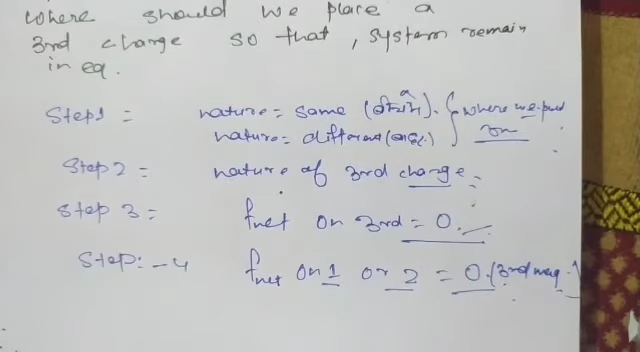 where should we place a
3rd charge so that, system remain
in eq.
Step1 = nature = same (बीच में). { where we put
nature = different (बाहर)
Step 2 = nature of 3rd charge
Step 3 = fnet on 3rd = 0.
Step:-4 fnet on 1 or 2 = 0. (3rd mag.)